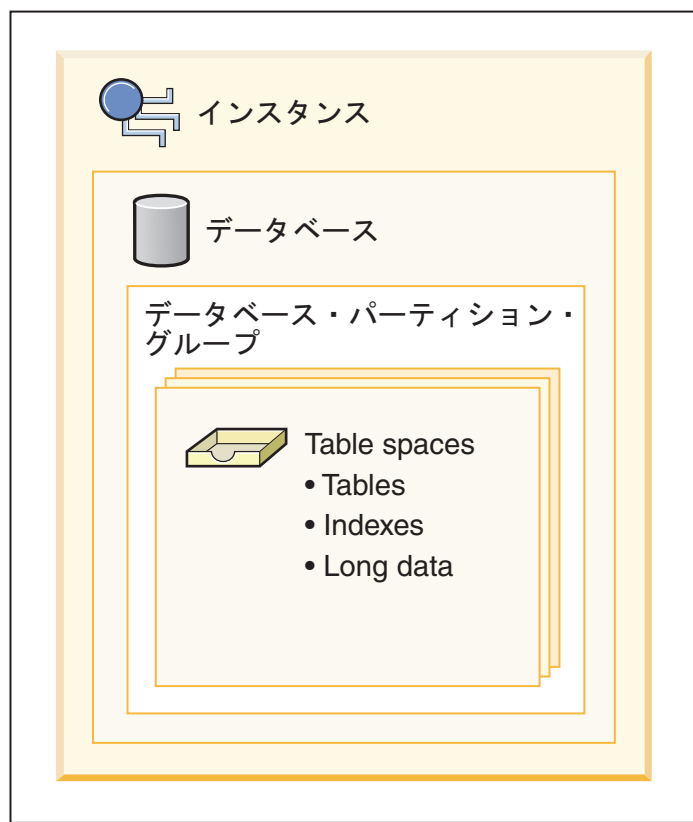 インスタンス
データベース
データベース・パーティション・
グループ
Table spaces
• Tables
• Indexes
• Long data